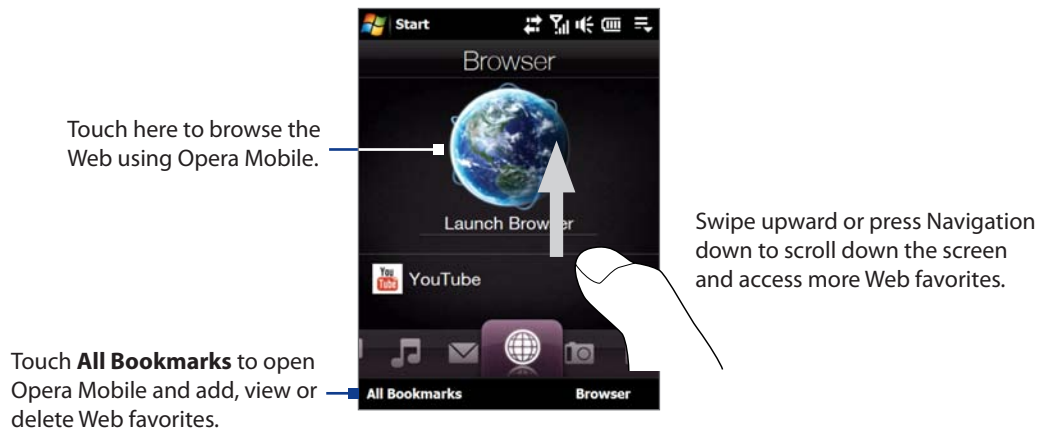 Start
Browser
Touch here to browse the
Web using Opera Mobile.
Launch Browser
Swipe upward or press Navigation
down to scroll down the screen
and access more Web favorites.
You
Tube
YouTube
Touch All Bookmarks to open
Opera Mobile and add, view or
delete Web favorites.
All Bookmarks
Browser